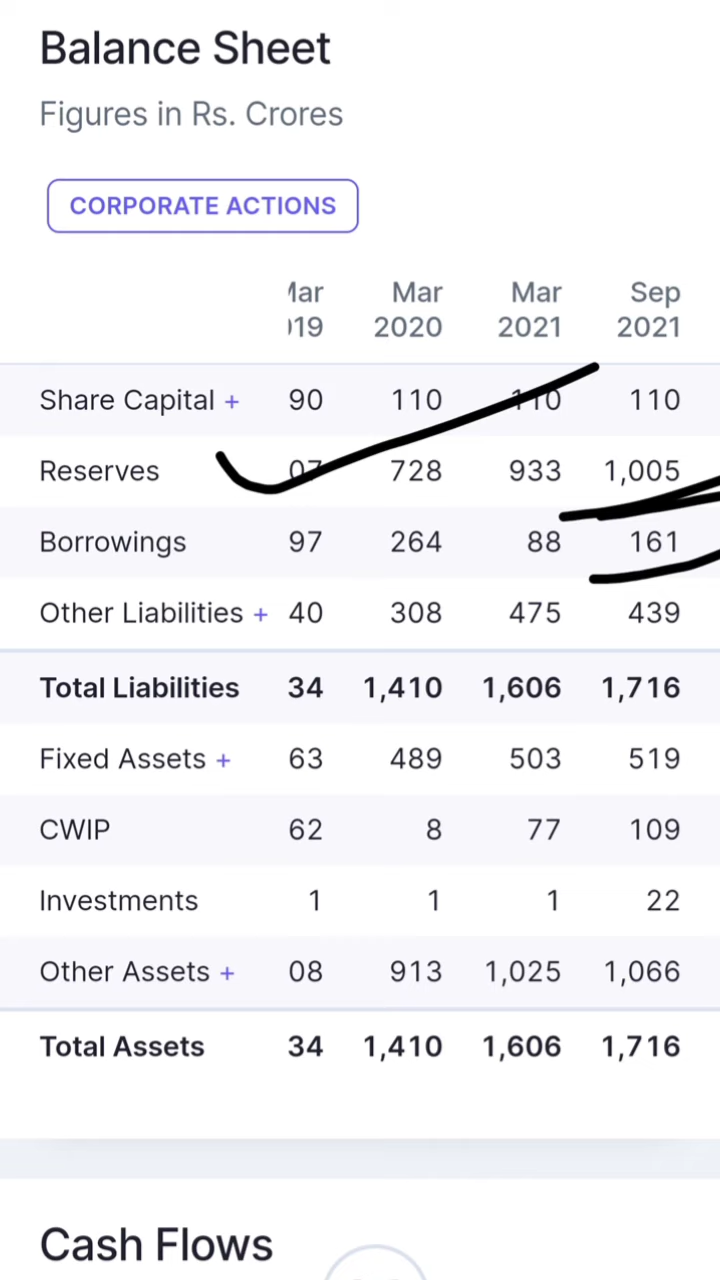 Balance Sheet
Figures in Rs. Crores
CORPORATE ACTIONS
Mar Mar Sep
2020 2021 2021
Share Capital + 90 110 110 110
Reserves 07 728 933 1,005
Borrowings 97 264 88 161
Other Liabilities + 40 308 475 439
Total Liabilities 34 1,410 1,606 1,716
Fixed Assets + 63 489 503 519
CWIP 62 8 77 109
Investments 1 1 1 22
Other Assets + 08 913 1,025 1,066
Total Assets 34 1,410 1,606 1,716
Cash Flows